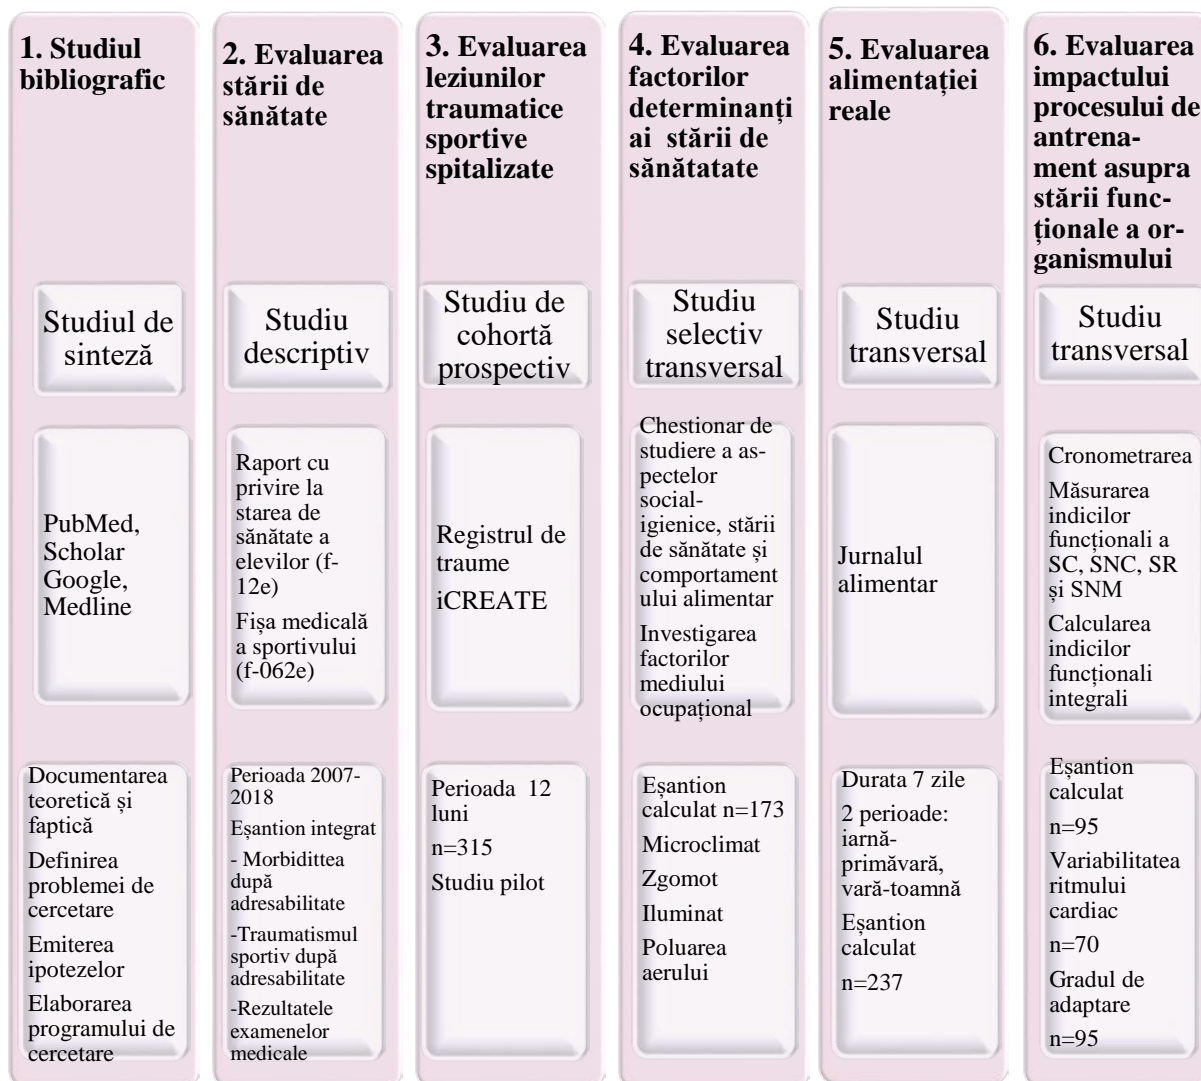 1. Studiul
bibliografic
Studiul de
sinteză
PubMed,
Scholar
Google,
Medline
Documentarea
teoretică și
faptică
Definirea
problemei de
cercetare
Emiterea
ipotezelor
Elaborarea
programului de
cercetare
2. Evaluarea
stării de
sănătate
Studiu
descriptiv
Raport cu
privire la
starea de
sănătate a
elevilor (f-
12e)
Fișa medicală
a sportivului
(f-062e)
Perioada 2007-
2018
Eșantion integrat
- Morbidittea
după
adresabilitate
-Traumatismul
sportiv după
adresabilitate
-Rezultatele
examenelor
medicale
3. Evaluarea
leziunilor
traumatice
sportive
spitalizate
Studiu de
cohortă
prospectiv
Registrul de
traume
iCREATE
Perioada 12
luni
n=315
Studiu pilot
4. Evaluarea
factorilor
determinanți
ai stării de
sănătatate
Studiu
selectiv
transversal
Chestionar de
studiere a as-
pectelor
social-
igienice, stării
de sănătate și
comportament
ului alimentar
Investigarea
factorilor
mediului
ocupațional
Eșantion
calculat n=173
Microclimat
Zgomot
Iluminat
Poluarea
aerului
5. Evaluarea
alimentației
reale
Studiu
transversal
Jurnalul
alimentar
Durata 7 zile
2 perioade:
iarnă-
primăvară,
vară-toamnă
Eșantion
calculat
n=237
6. Evaluarea
impactului
procesului de
antrena-
ment asupra
stării func-
ționale a or-
ganismului
Studiu
transversal
Cronometrarea
Măsurarea
indicilor
funcționali a
SC, SNC, SR
și SNM
Calcularea
indicilor
funcționali
integrali
Eșantion
calculat
n=95
Variabilitatea
ritmului
cardiac
n=70
Gradul de
adaptare
n=95